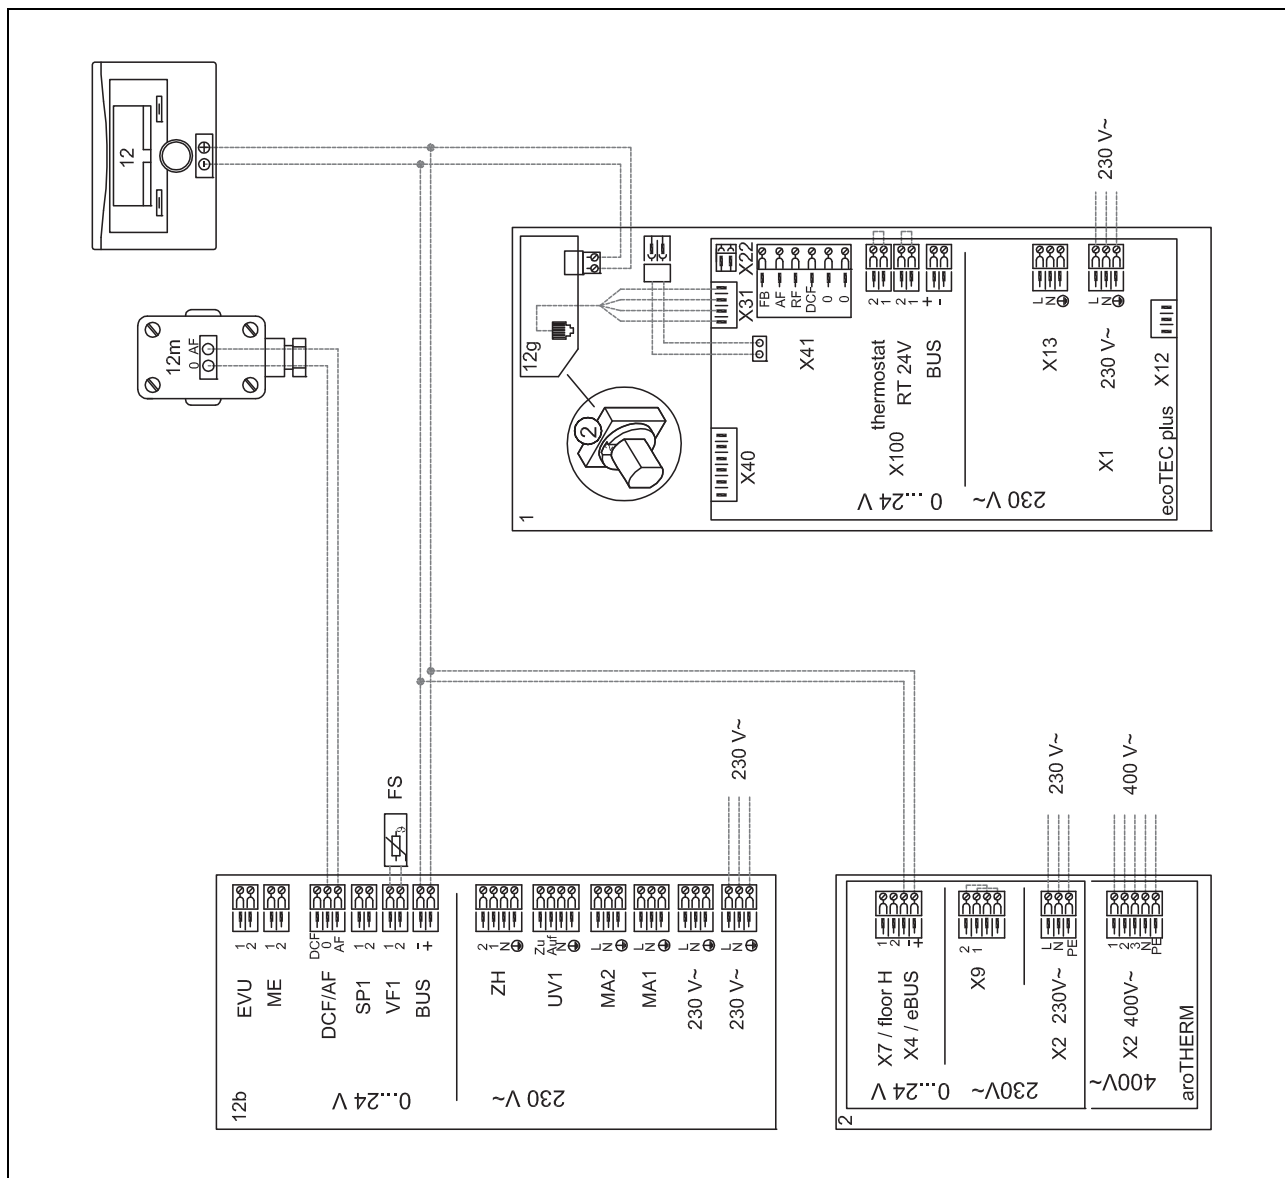 12
12m
0 AF
1
12g
2
X22
X31
X40
X41
FB
AF
RF
DCF
0
0
X100
thermostat
RT 24V
BUS
2
1
2
1
+
-
0...24 V
230 V~
X13
L
N
X1
230 V~
L
N
230 V~
X12
ecoTEC plus
12b
EVU
1
2
ME
1
2
DCF/AF
DCF
0
AF
SP1
1
2
VF1
1
2
FS
BUS
-
+
0...24 V
230 V~
ZH
2
1
N
UV1
Zu
Auf
N
MA2
L
N
MA1
L
N
230 V~
L
N
230 V~
L
N
230 V~
2
X7 / floor H
X4 / eBUS
1
2
-
+
0...24 V
X9
2
1
230V~
X2 230V~
L
N
PE
230 V~
X2 400V~
1
2
3
N
PE
400 V~
400V~
aroTHERM